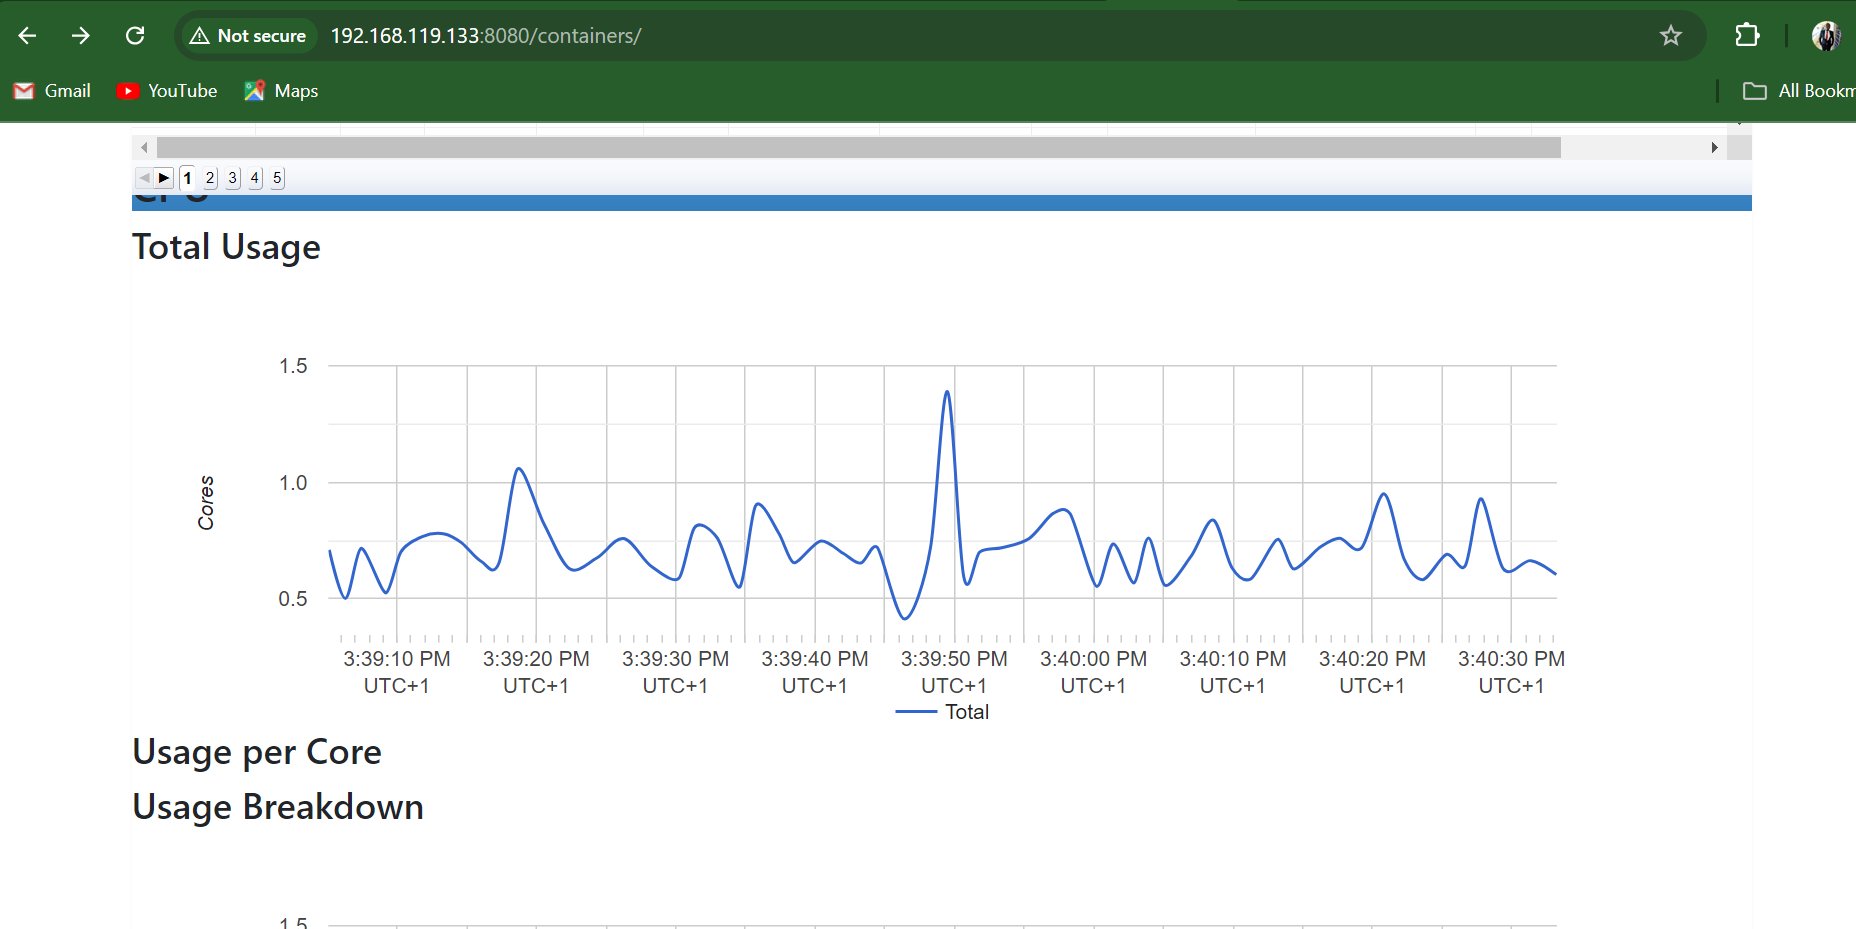 Not secure 192.168.119.133:8080/containers/
Gmail YouTube Maps All Bookm
1 2 3 4 5
CPU
Total Usage
1.5
1.0
0.5
Cores
3:39:10 PM 3:39:20 PM 3:39:30 PM 3:39:40 PM 3:39:50 PM 3:40:00 PM 3:40:10 PM 3:40:20 PM 3:40:30 PM
UTC+1 UTC+1 UTC+1 UTC+1 UTC+1 UTC+1 UTC+1 UTC+1 UTC+1
Total
Usage per Core
Usage Breakdown
1.5